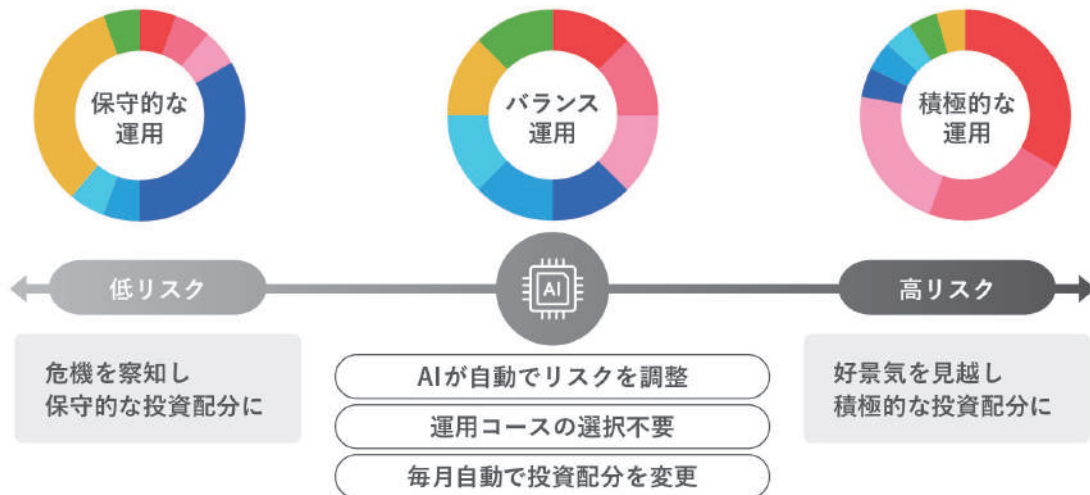 保守的な
運用
バランス
運用
積極的な
運用
低リスク
AI
高リスク
危機を察知し
保守的な投資配分に
AIが自動でリスクを調整
運用コースの選択不要
毎月自動で投資配分を変更
好景気を見越し
積極的な投資配分に